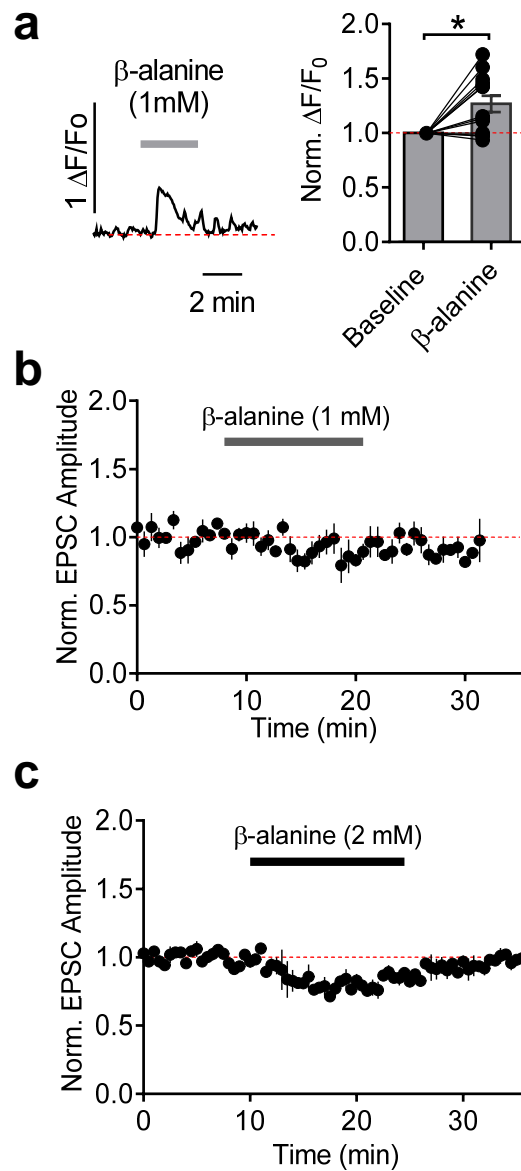 a
β-alanine
(1mM)
1 ΔF/Fo
2 min
*
Norm. ΔF/F0
2.0
1.5
1.0
0.5
0.0
Baseline
β-alanine
b
β-alanine (1 mM)
Norm. EPSC Amplitude
2.0
1.5
1.0
0.5
0.0
0
10
20
30
Time (min)
c
β-alanine (2 mM)
Norm. EPSC Amplitude
2.0
1.5
1.0
0.5
0.0
0
10
20
30
Time (min)